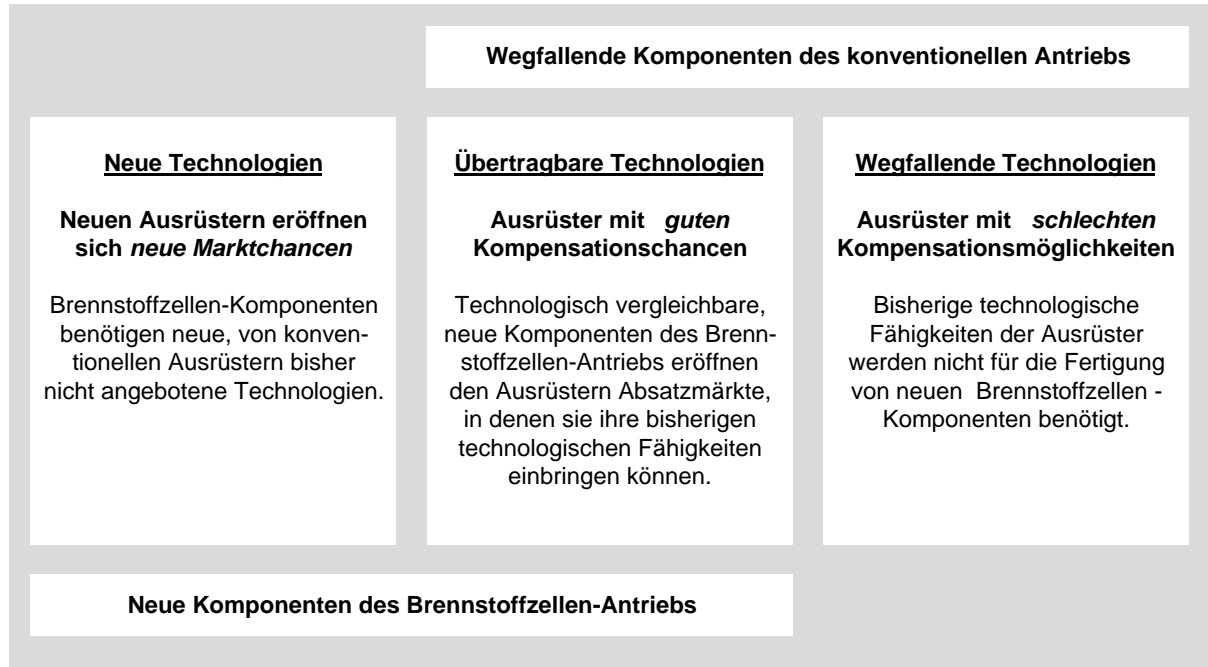 Wegfallende Komponenten des konventionellen Antriebs
Neue Technologien
Neuen Ausrüstern eröffnen
sich neue Marktchancen
Brennstoffzellen-Komponenten
benötigen neue, von konven-
tionellen Ausrüstern bisher
nicht angebotene Technologien.
Übertragbare Technologien
Ausrüster mit guten
Kompensationschancen
Technologisch vergleichbare,
neue Komponenten des Brenn-
stoffzellen-Antriebs eröffnen
den Ausrüstern Absatzmärkte,
in denen sie ihre bisherigen
technologischen Fähigkeiten
einbringen können.
Wegfallende Technologien
Ausrüster mit schlechten
Kompensationsmöglichkeiten
Bisherige technologische
Fähigkeiten der Ausrüster
werden nicht für die Fertigung
von neuen Brennstoffzellen -
Komponenten benötigt.
Neue Komponenten des Brennstoffzellen-Antriebs